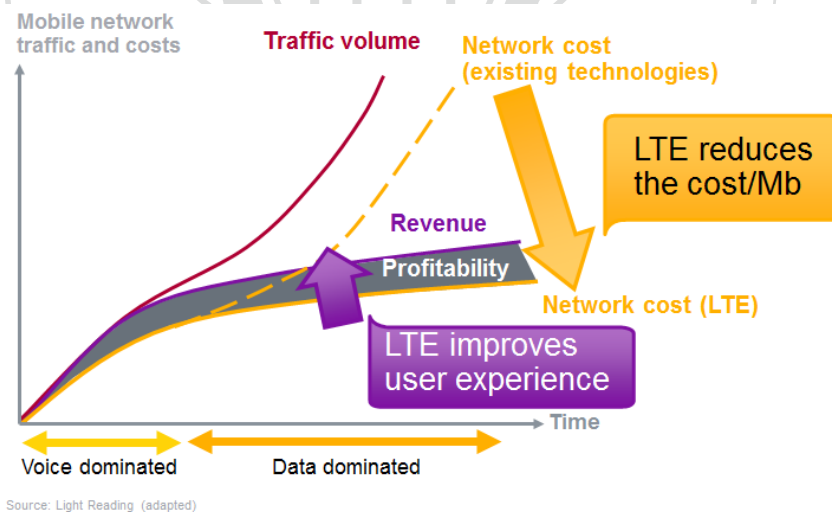 Mobile network
traffic and costs
Traffic volume
Network cost
(existing technologies)
LTE reduces
the cost/Mb
Revenue
Profitability
Network cost (LTE)
LTE improves
user experience
Time
Voice dominated
Data dominated
Source: Light Reading (adapted)